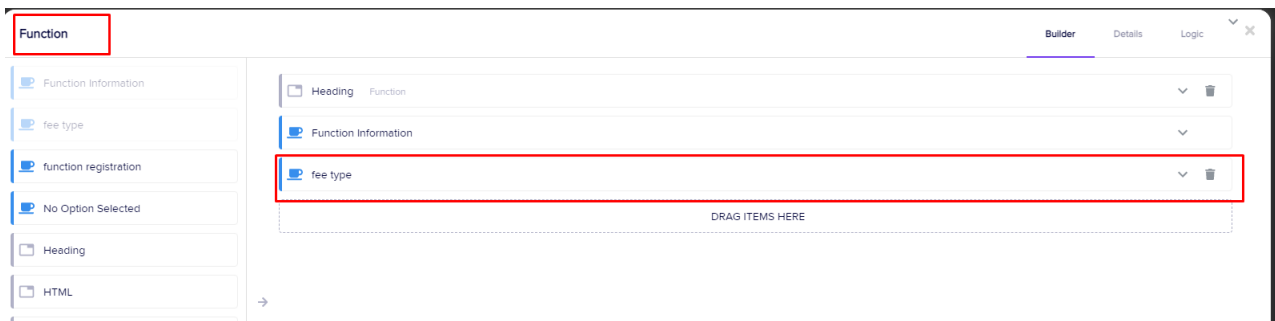 Function
Builder
Details
Logic
Function Information
fee type
function registration
No Option Selected
Heading
HTML
Heading Function
Function Information
fee type
DRAG ITEMS HERE